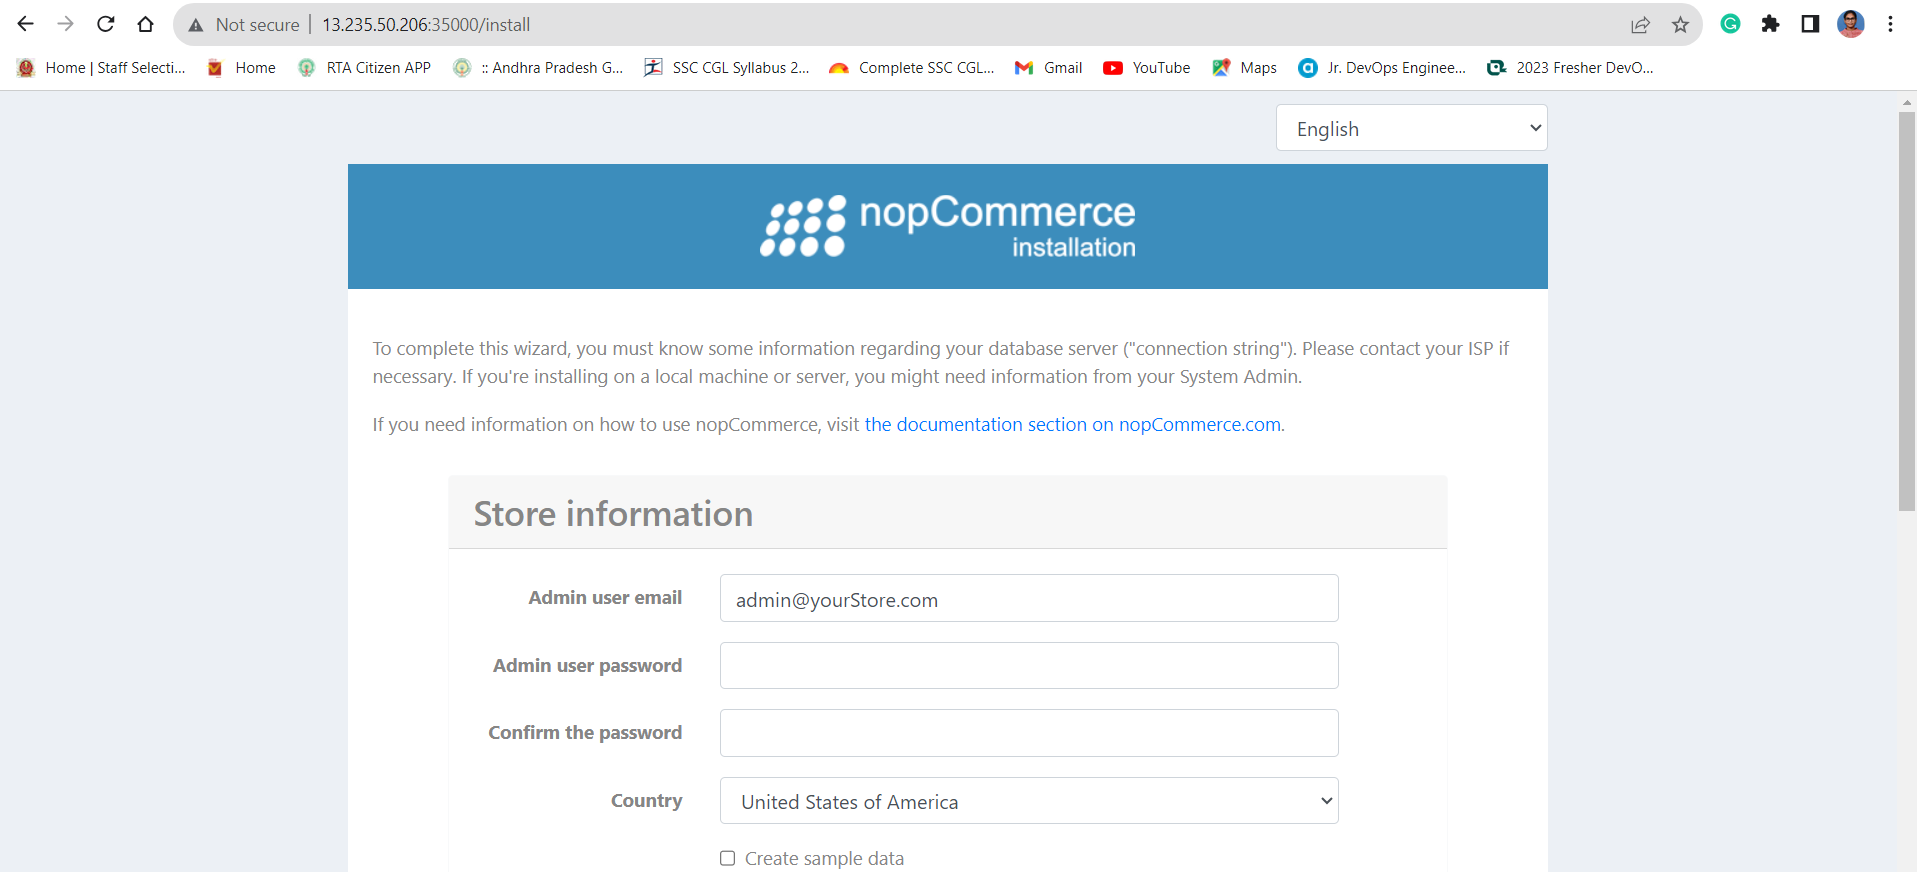 Not secure | 13.235.50.206:35000/install
Home | Staff Selecti... Home RTA Citizen APP :: Andhra Pradesh G... SSC CGL Syllabus 2... Complete SSC CGL... Gmail YouTube Maps Jr. DevOps Enginee... 2023 Fresher DevO...
English
nopCommerce
installation
To complete this wizard, you must know some information regarding your database server ("connection string"). Please contact your ISP if
necessary. If you're installing on a local machine or server, you might need information from your System Admin.
If you need information on how to use nopCommerce, visit the documentation section on nopCommerce.com.
Store information
Admin user email admin@yourStore.com
Admin user password
Confirm the password
Country United States of America
Create sample data